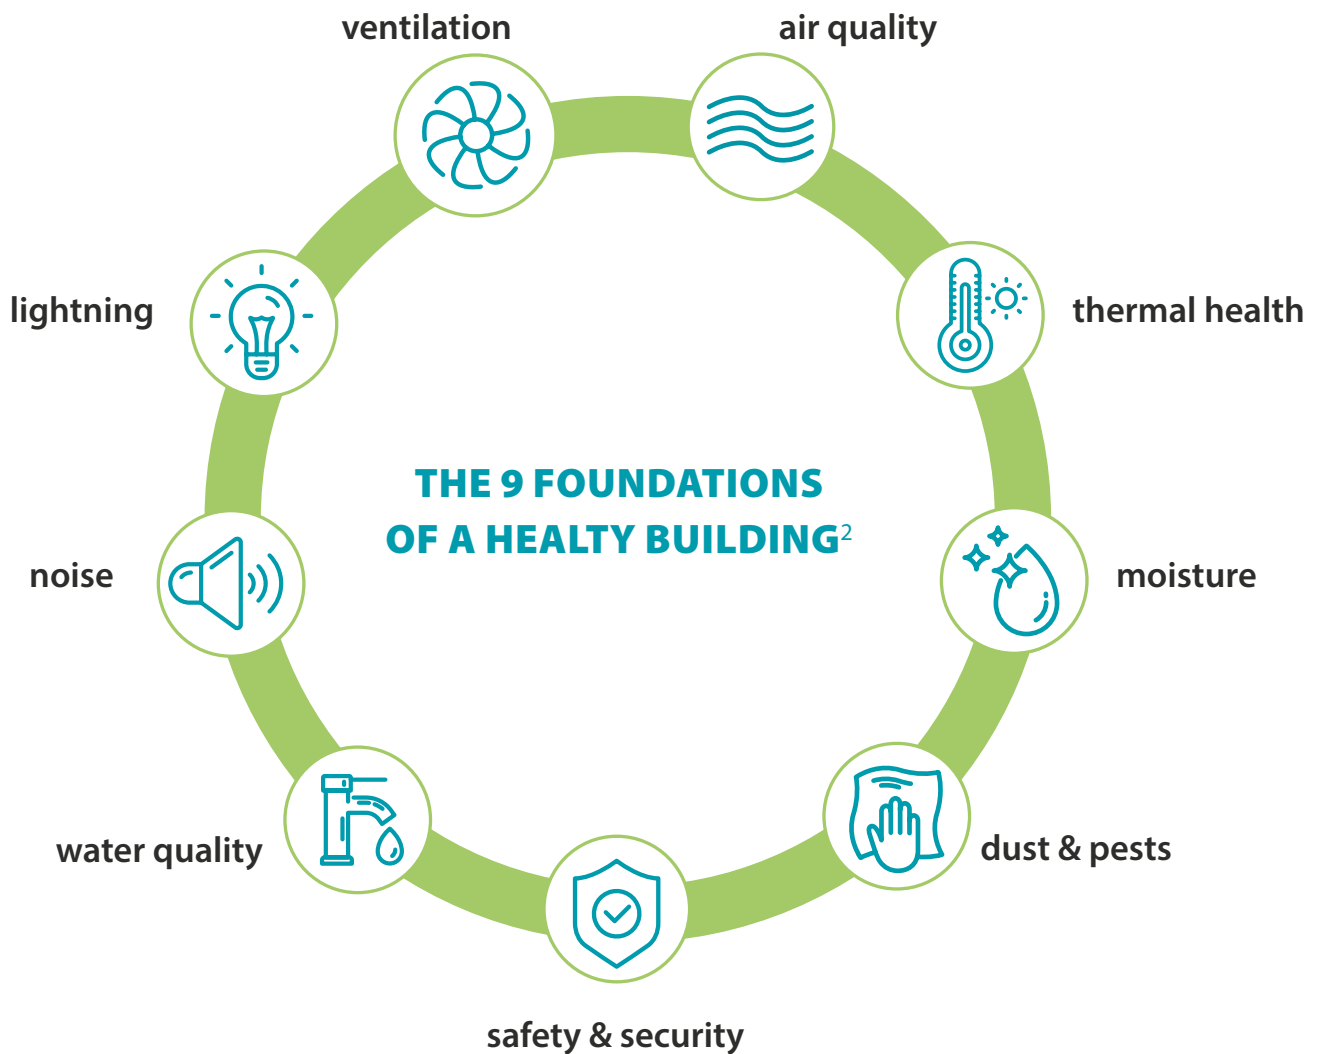 ventilation
air quality
lightning
thermal health
THE 9 FOUNDATIONS
OF A HEALTY BUILDING²
noise
moisture
water quality
dust & pests
safety & security